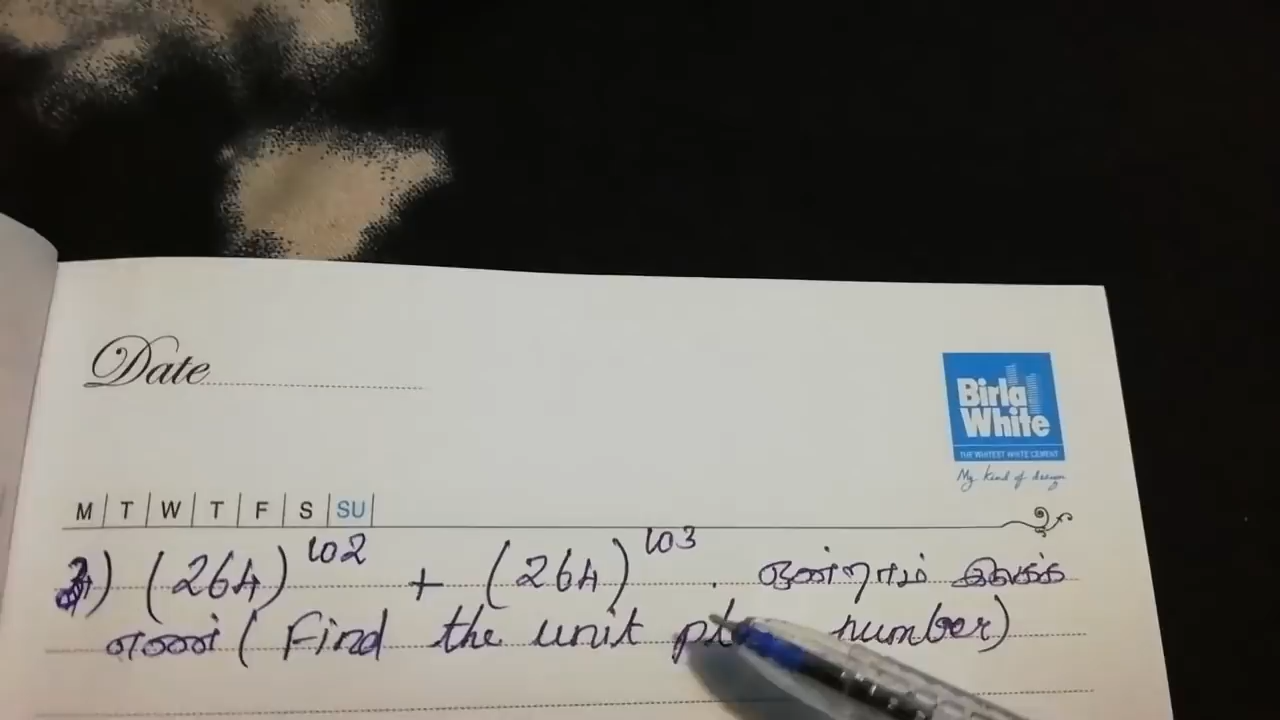 Date
Birla
White
THE WHITEST WHITE CEMENT
My kind of design
M T W T F S SU
3) (264)^102 + (264)^103 . ஒன்றாம் இலக்க
எண் ( Find the unit number)